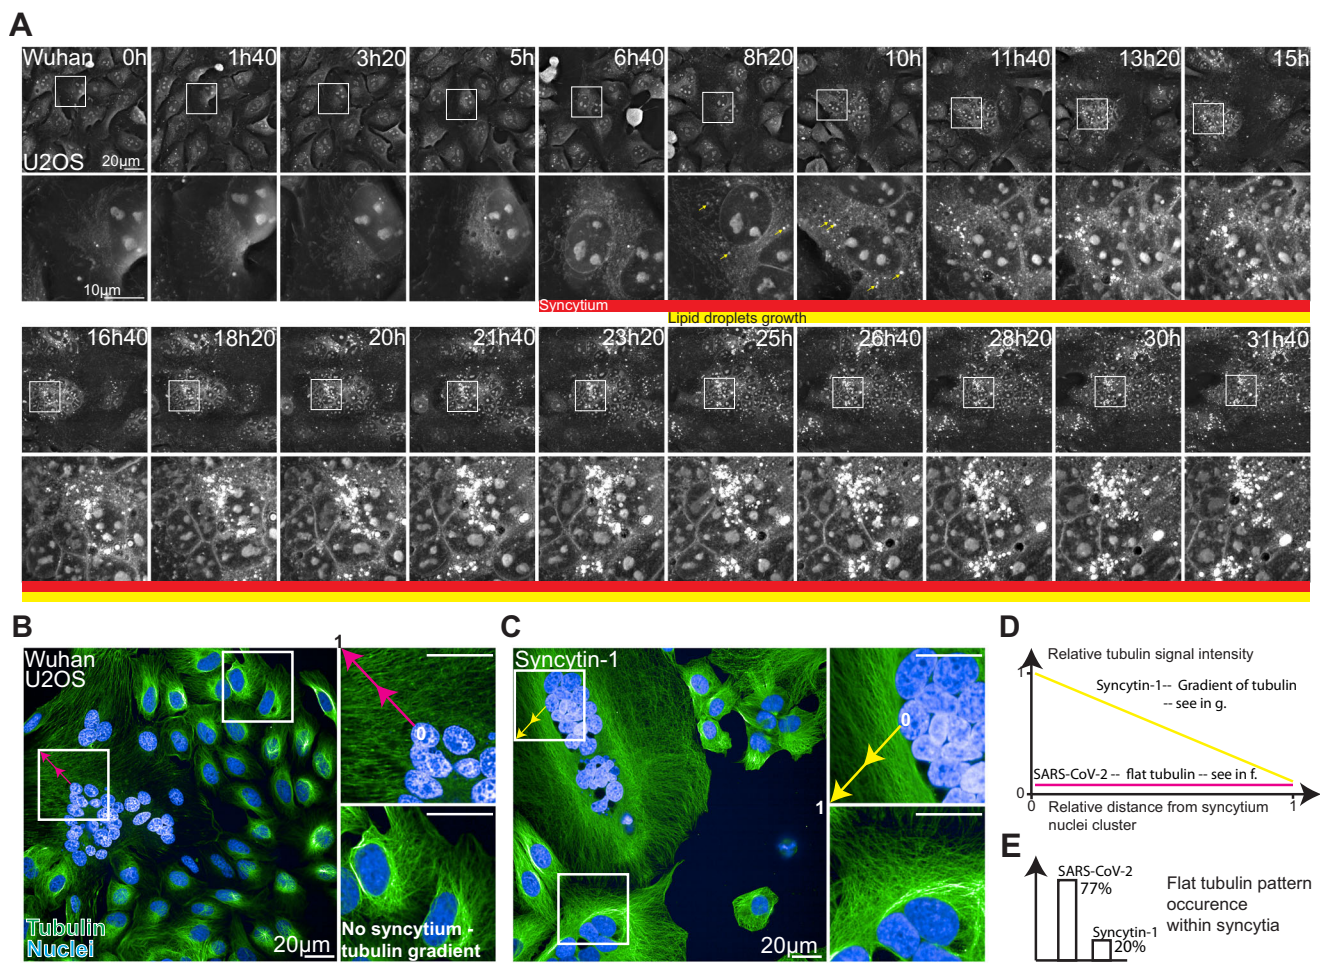 A
Wuhan 0h
1h40
3h20
5h
6h40
8h20
10h
11h40
13h20
15h
U2OS
20µm
10µm
Syncytium
Lipid droplets growth
16h40
18h20
20h
21h40
23h20
25h
26h40
28h20
30h
31h40
B
Wuhan
U2OS
1
0
Tubulin
Nuclei
20µm
No syncytium -
tubulin gradient
C
Syncytin-1
0
1
20µm
D
Relative tubulin signal intensity
1
Syncytin-1-- Gradient of tubulin
-- see in g.
SARS-CoV-2 -- flat tubulin -- see in f.
0
0
1
Relative distance from syncytium
nuclei cluster
E
SARS-CoV-2
77%
Syncytin-1
20%
Flat tubulin pattern
occurence
within syncytia